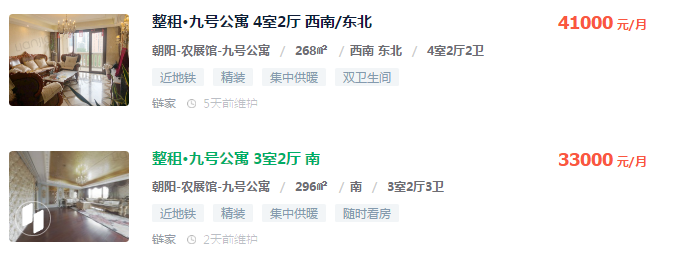 整租·九号公寓 4室2厅 西南/东北
41000 元/月
朝阳-农展馆-九号公寓 / 268㎡ / 西南 东北 / 4室2厅2卫
近地铁 精装 集中供暖 双卫生间
链家 5天前维护
整租·九号公寓 3室2厅 南
33000 元/月
朝阳-农展馆-九号公寓 / 296㎡ / 南 / 3室2厅3卫
近地铁 精装 集中供暖 随时看房
链家 2天前维护